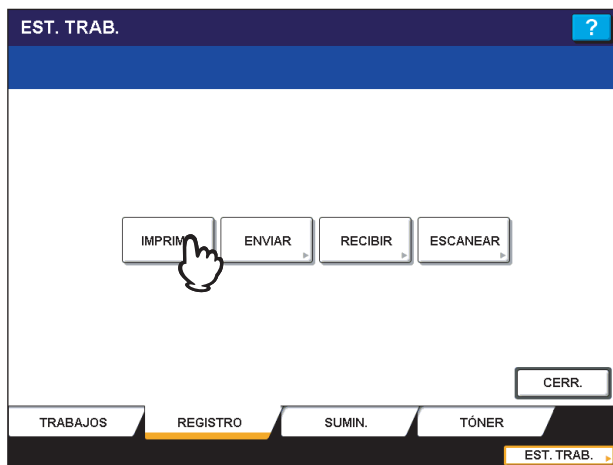 EST. TRAB. ?
IMPRIM ENVIAR RECIBIR ESCANEAR
CERR.
TRABAJOS REGISTRO SUMIN. TÓNER
EST. TRAB.